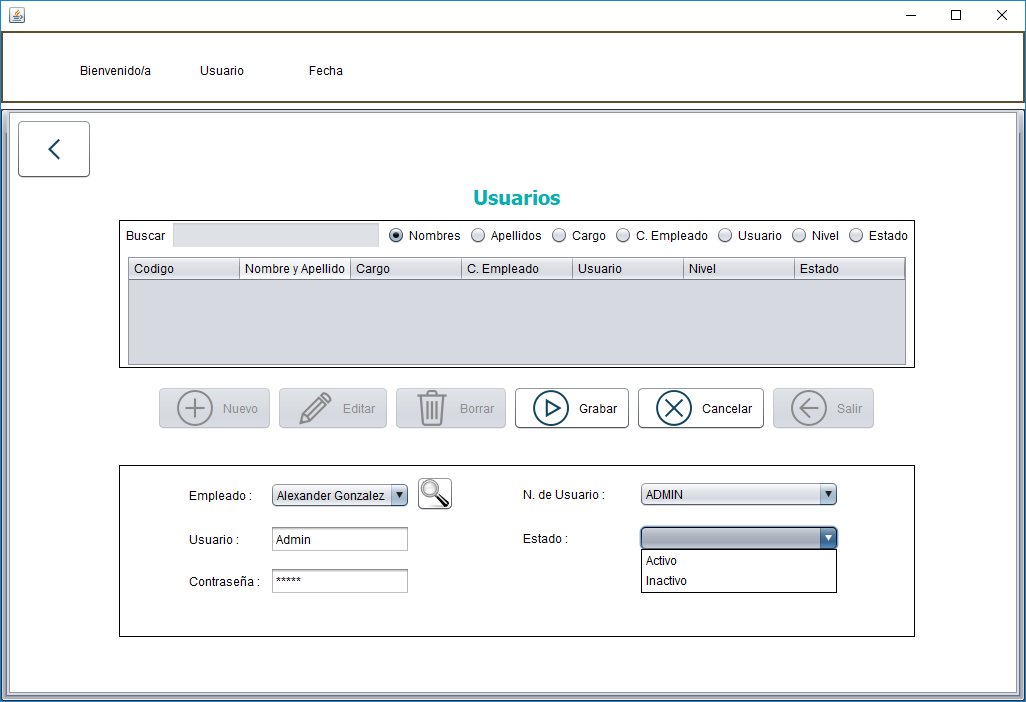 Bienvenido/a Usuario Fecha
Usuarios
Buscar Nombres Apellidos Cargo C. Empleado Usuario Nivel Estado
Codigo Nombre y Apellido Cargo C. Empleado Usuario Nivel Estado
Nuevo Editar Borrar Grabar Cancelar Salir
Empleado : Alexander Gonzalez N. de Usuario : ADMIN
Usuario : Admin Estado :
Activo
Inactivo
Contraseña : *****